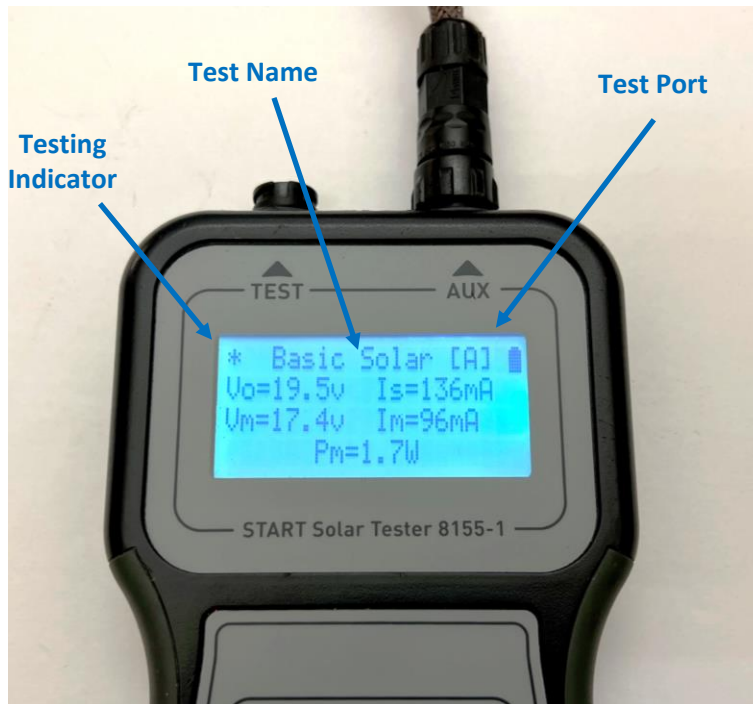 Test Name
Test Port
Testing
Indicator
TEST
AUX
* Basic Solar [A]
Vo=19.5v Is=136mA
Vm=17.4v Im=96mA
Pm=1.7W
START Solar Tester 8155-1